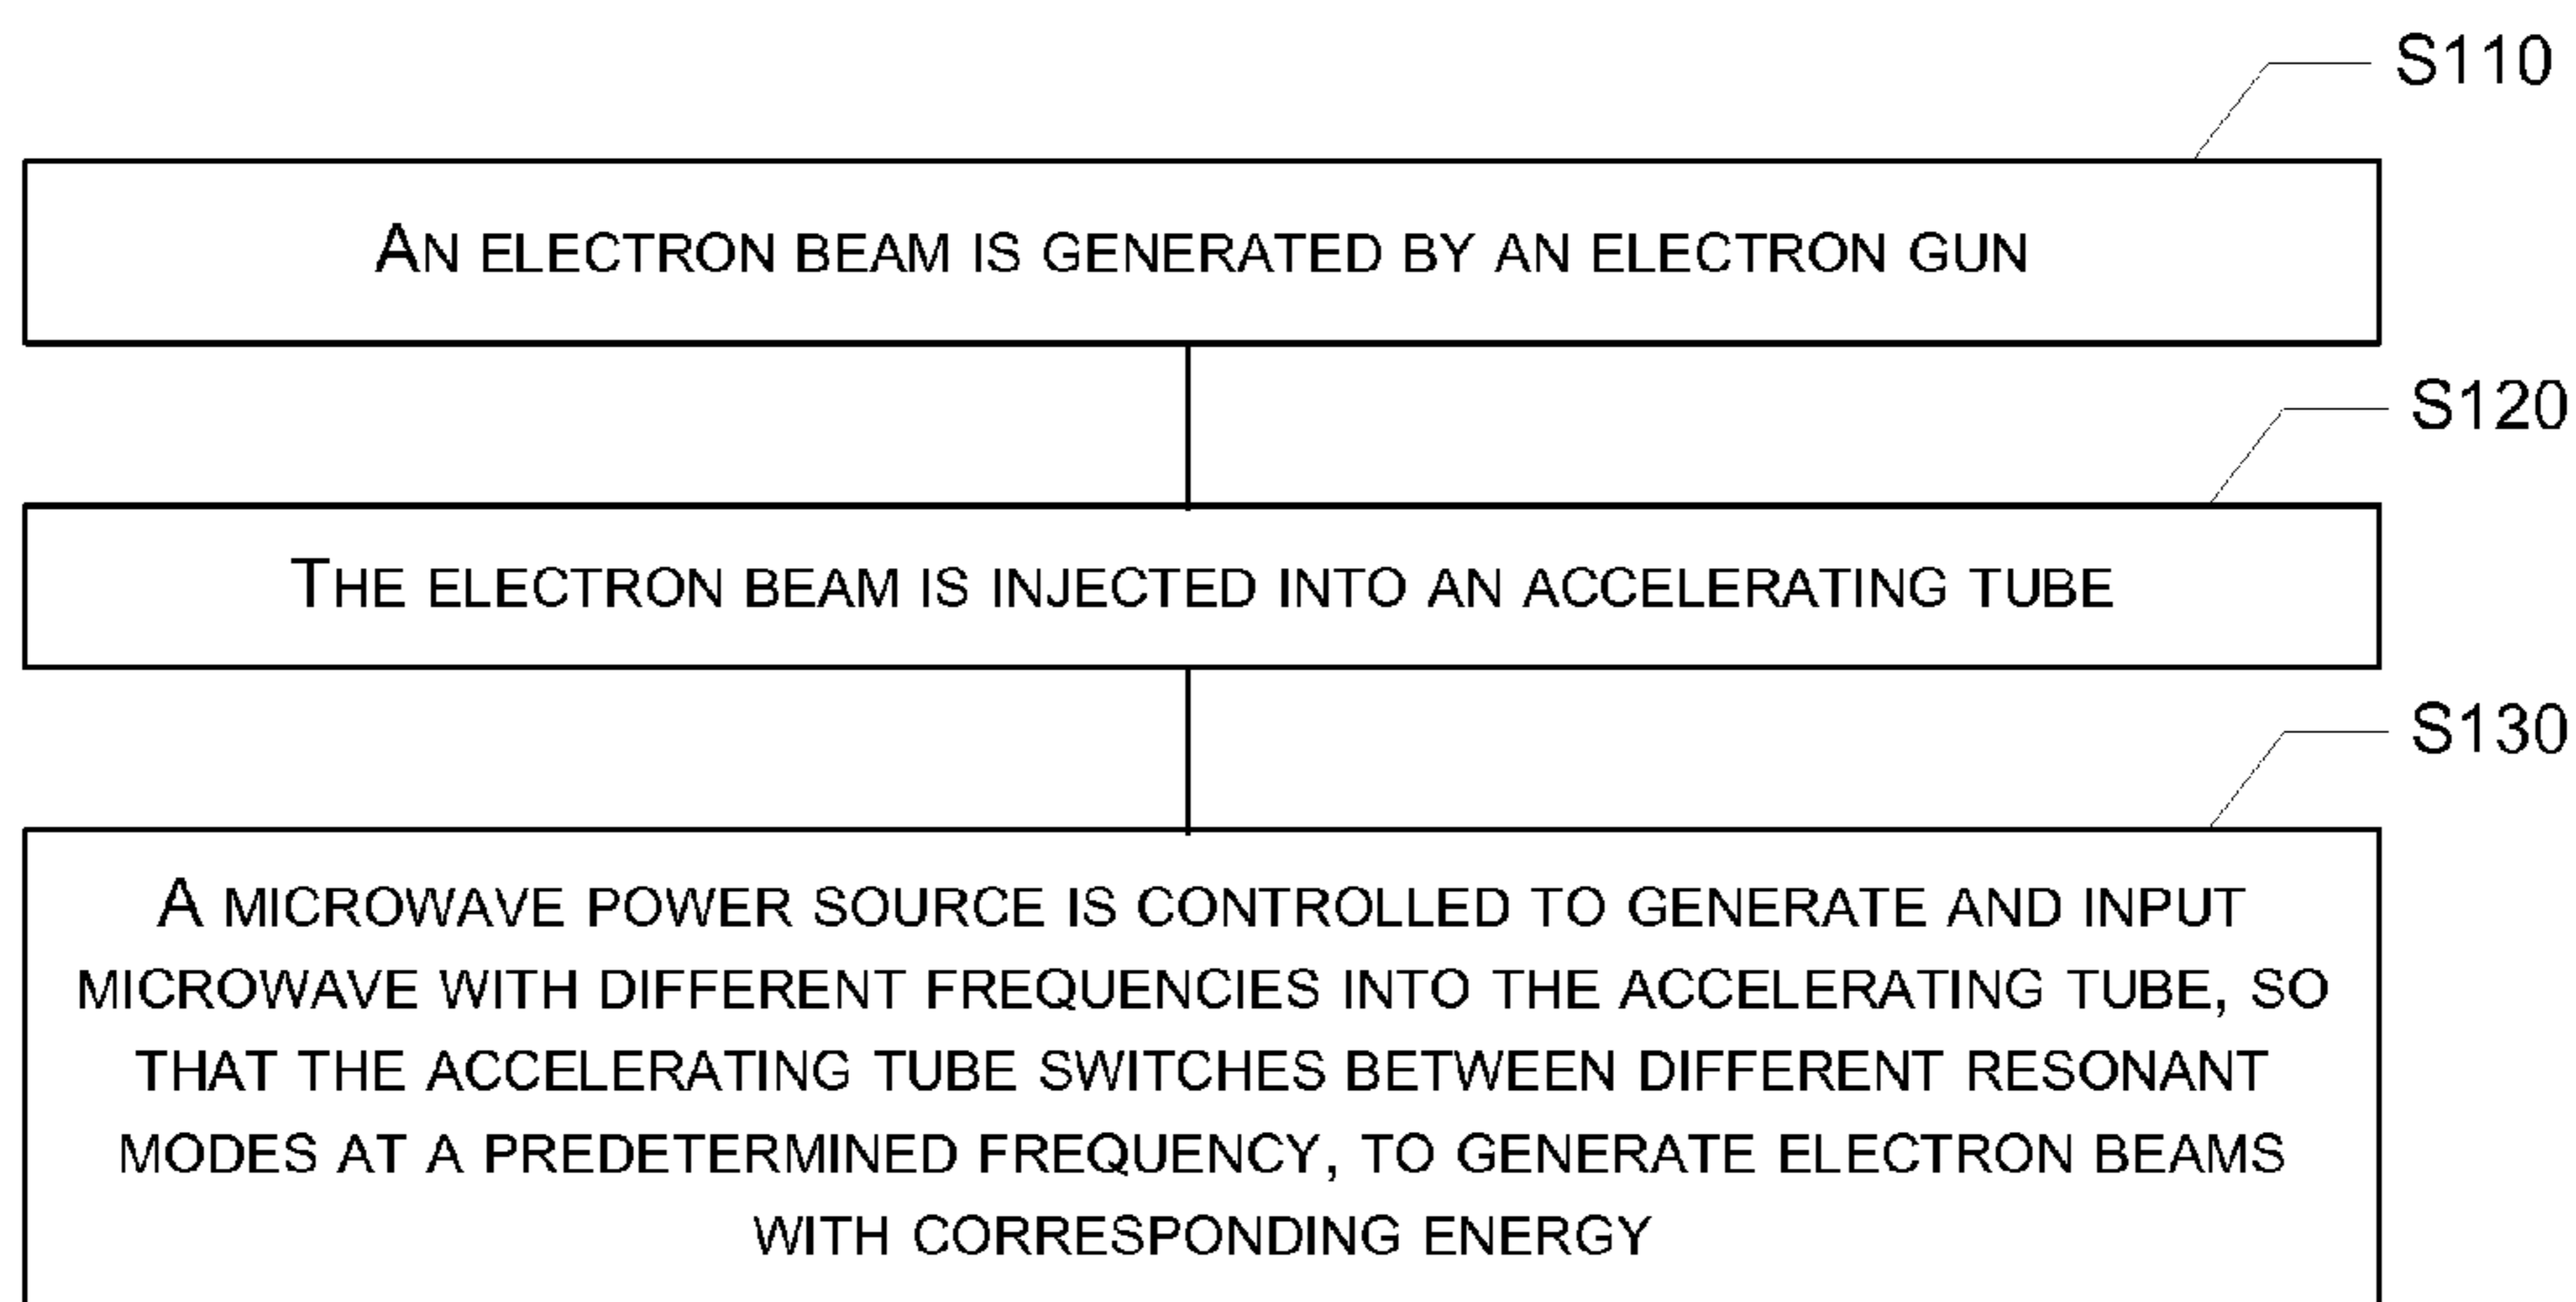 S110
AN ELECTRON BEAM IS GENERATED BY AN ELECTRON GUN
S120
THE ELECTRON BEAM IS INJECTED INTO AN ACCELERATING TUBE
S130
A MICROWAVE POWER SOURCE IS CONTROLLED TO GENERATE AND INPUT
MICROWAVE WITH DIFFERENT FREQUENCIES INTO THE ACCELERATING TUBE, SO
THAT THE ACCELERATING TUBE SWITCHES BETWEEN DIFFERENT RESONANT
MODES AT A PREDETERMINED FREQUENCY, TO GENERATE ELECTRON BEAMS
WITH CORRESPONDING ENERGY